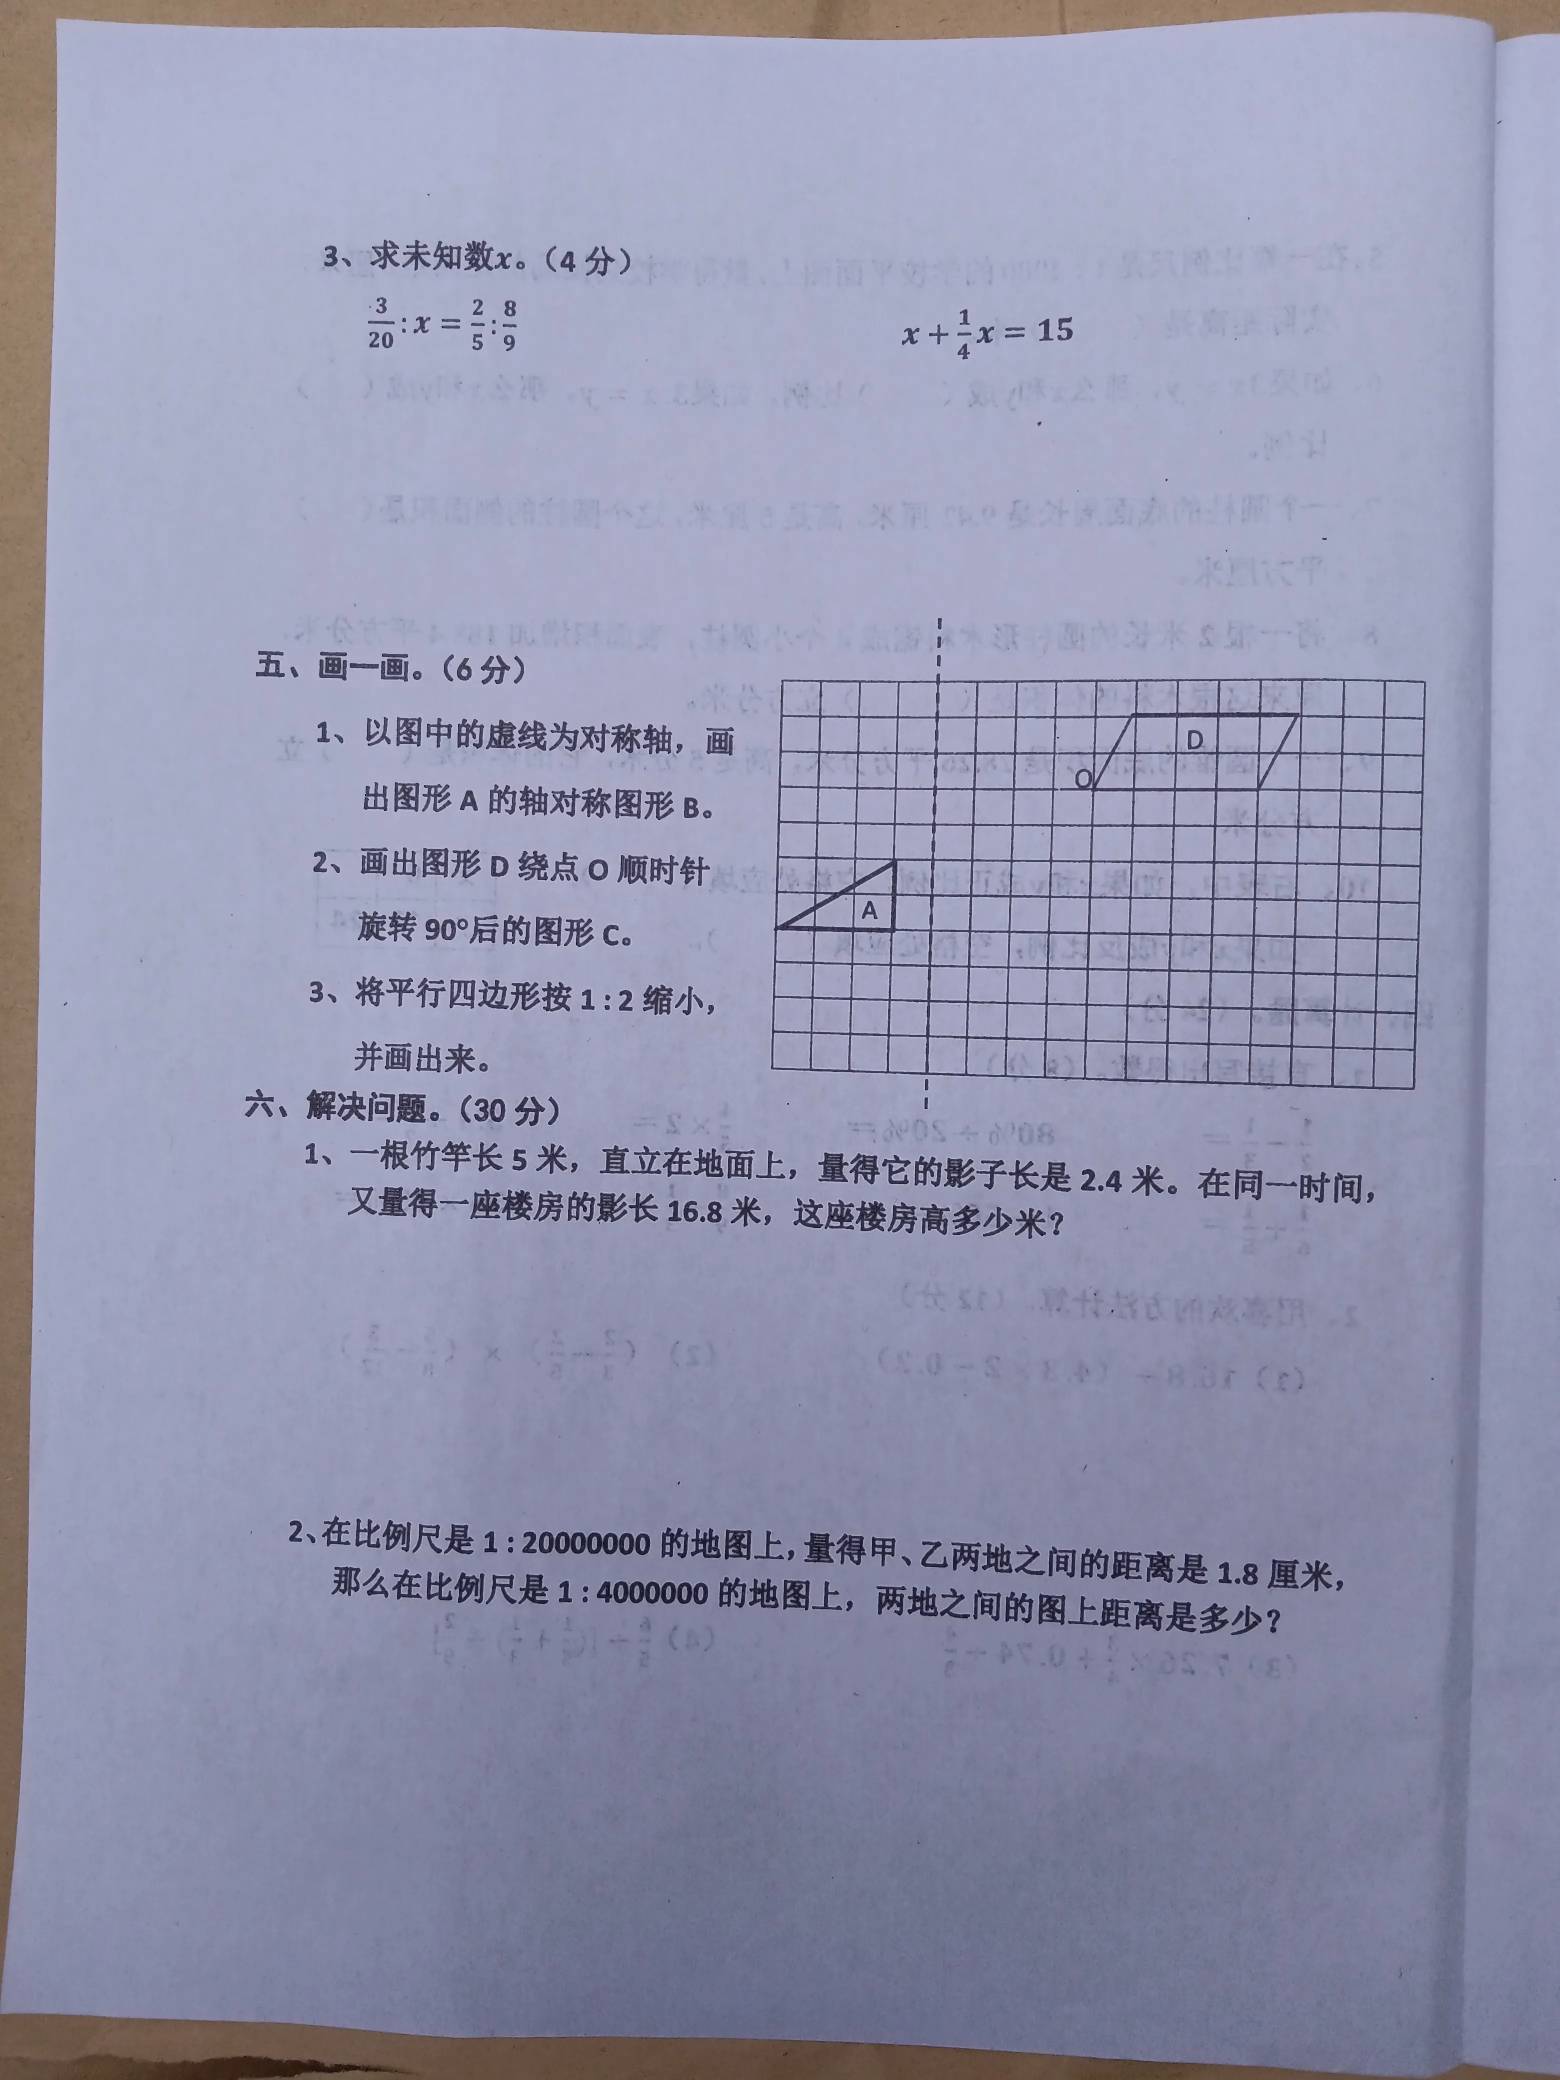 3、求未知数x。（4 分）
3/20 : x = 2/5 : 8/9
x + 1/4 x = 15
五、画一画。（6 分）
1、以图中的虚线为对称轴，画
出图形 A 的轴对称图形 B。
2、画出图形 D 绕点 O 顺时针
旋转 90°后的图形 C。
3、将平行四边形按 1 : 2 缩小，
并画出来。
D
O
A
六、解决问题。（30 分）
1、一根竹竿长 5 米，直立在地面上，量得它的影子长是 2.4 米。在同一时间，
又量得一座楼房的影长 16.8 米，这座楼房高多少米？
2、在比例尺是 1 : 20000000 的地图上，量得甲、乙两地之间的距离是 1.8 厘米，
那么在比例尺是 1 : 4000000 的地图上，两地之间的图上距离是多少？